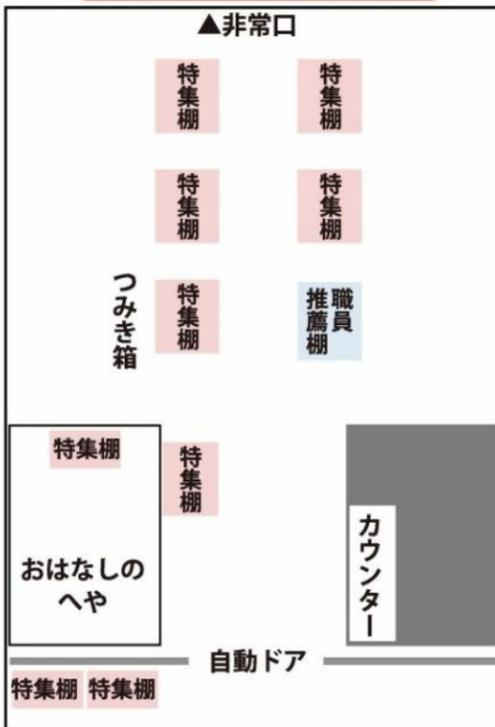 ▲非常口
特集棚
特集棚
特集棚
特集棚
つみき箱
特集棚
職員
推薦棚
特集棚
特集棚
おはなしの
へや
カウンター
自動ドア
特集棚
特集棚